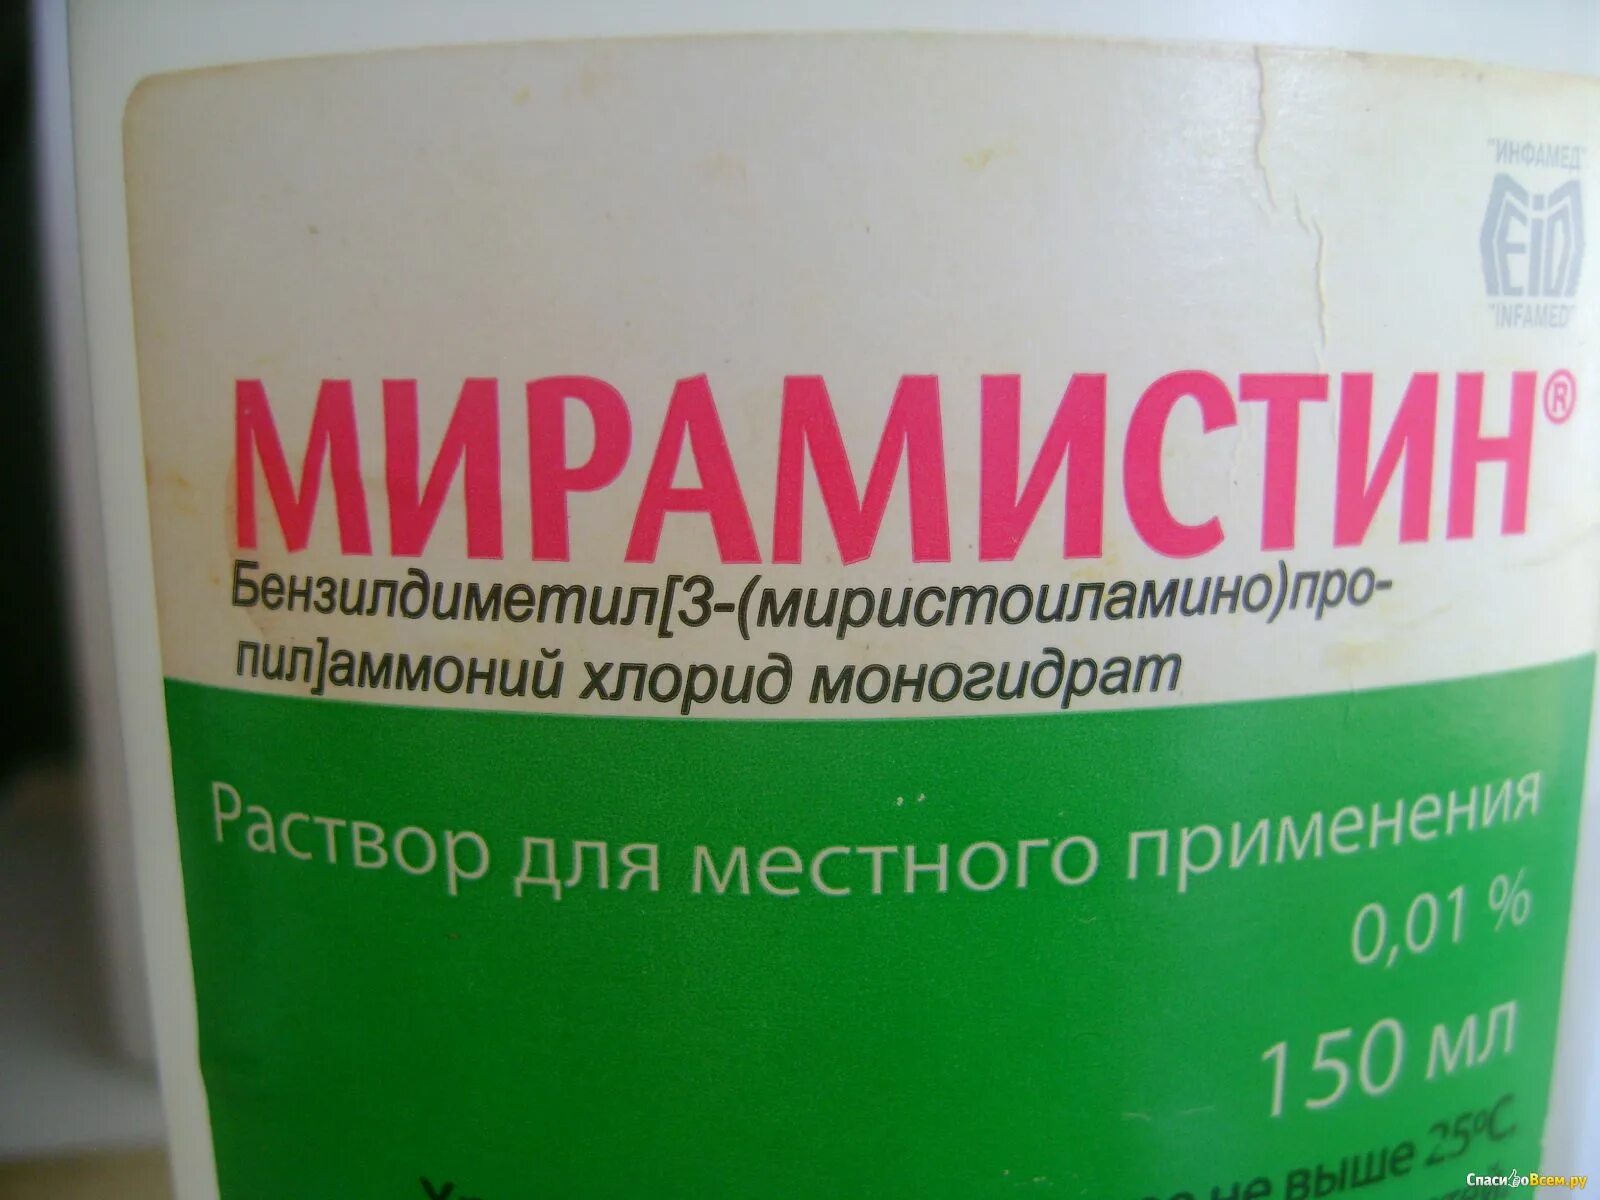 "ИНФАМЕД"
"INFAMED"
МИРАМИСТИН®
Бензилдиметил[3-(миристоиламино)про-
пил]аммоний хлорид моногидрат
Раствор для местного применения
0,01 %
150 мл
не выше 25°C
СпасибоВсем.ру